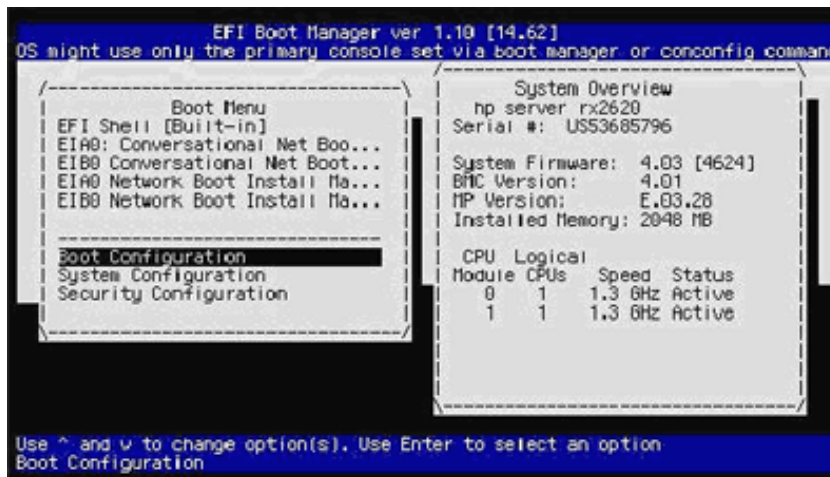 EFI Boot Manager ver 1.10 [14.62]
OS might use only the primary console set via boot manager or conconfig comman
Boot Menu
EFI Shell [Built-in]
EIA0: Conversational Net Boo...
EIB0 Conversational Net Boot...
EIA0 Network Boot Install Ma...
EIB0 Network Boot Install Ma...
Boot Configuration
System Configuration
Security Configuration
System Overview
hp server rx2620
Serial #: US53685796
System Firmware: 4.03 [4624]
BMC Version: 4.01
MP Version: E.03.28
Installed Memory: 2048 MB
CPU Logical
Module CPUs Speed Status
0 1 1.3 GHz Active
1 1 1.3 GHz Active
Use ^ and v to change option(s). Use Enter to select an option
Boot Configuration